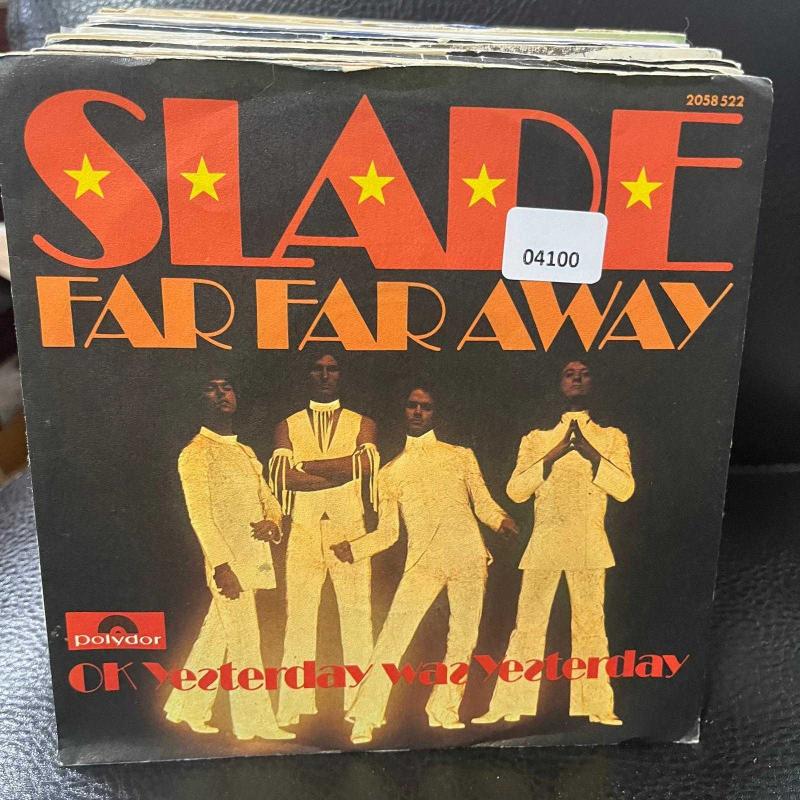 2058 522
SLADE
04100
FAR FAR AWAY
polydor
OK Yesterday was Yesterday